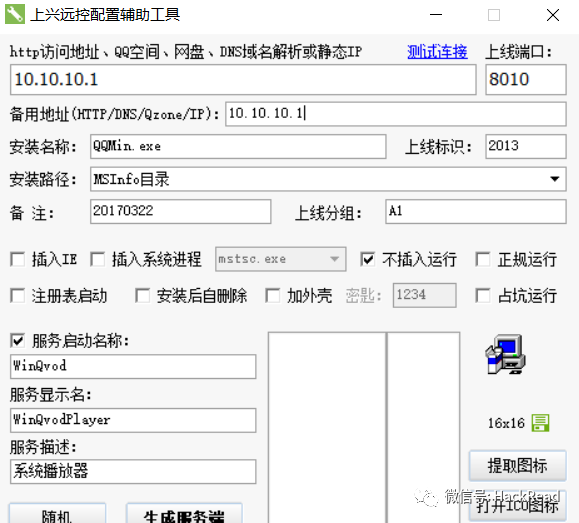 上兴远控配置辅助工具
http访问地址、QQ空间、网盘、DNS域名解析或静态IP 测试连接 上线端口:
10.10.10.1 8010
备用地址(HTTP/DNS/Qzone/IP): 10.10.10.1
安装名称: QQMin.exe 上线标识: 2013
安装路径: MSInfo目录
备 注: 20170322 上线分组: A1
插入IE 插入系统进程 mstsc.exe 不插入运行 正规运行
注册表启动 安装后自删除 加外壳 密匙: 1234 占坑运行
服务启动名称:
WinQvod
服务显示名:
WinQvodPlayer
16x16
服务描述:
系统播放器
提取图标
微信号: HackRead
随机 生成服务端 打开ICO图标